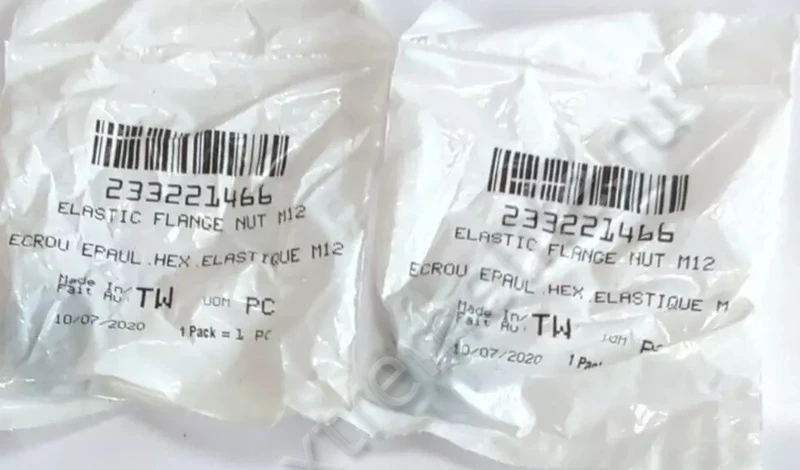 233221466
ELASTIC FLANGE NUT M12
ECROU EPAUL.HEX.ELASTIQUE M12
Made In/
Fait Au: TW UOM PC
10/07/2020 1 Pack = 1 PC
233221466
ELASTIC FLANGE NUT M12
ECROU EPAUL.HEX.ELASTIQUE M
Made In/
Fait Au: TW UOM PC
10/07/2020 1 Pac